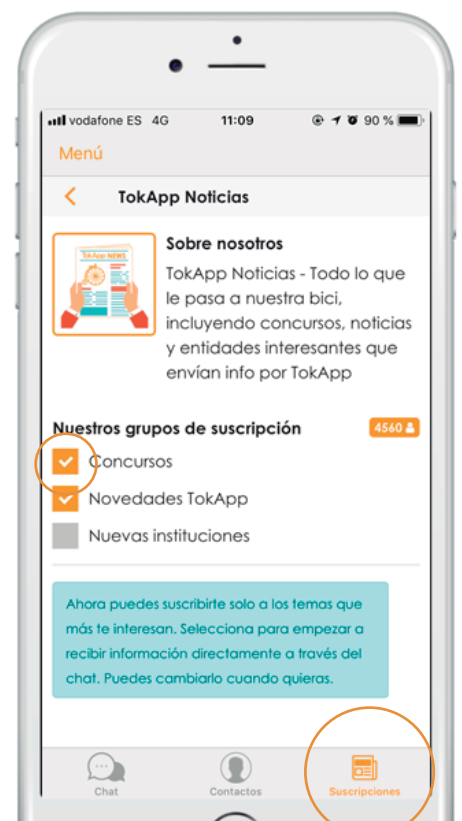 vodafone ES 4G 11:09 90 %
Menú
TokApp Noticias
TokApp NEWS
Sobre nosotros
TokApp Noticias - Todo lo que
le pasa a nuestra bici,
incluyendo concursos, noticias
y entidades interesantes que
envían info por TokApp
Nuestros grupos de suscripción 4560
Concursos
Novedades TokApp
Nuevas instituciones
Ahora puedes suscribirte solo a los temas que
más te interesan. Selecciona para empezar a
recibir información directamente a través del
chat. Puedes cambiarlo cuando quieras.
Chat Contactos Suscripciones